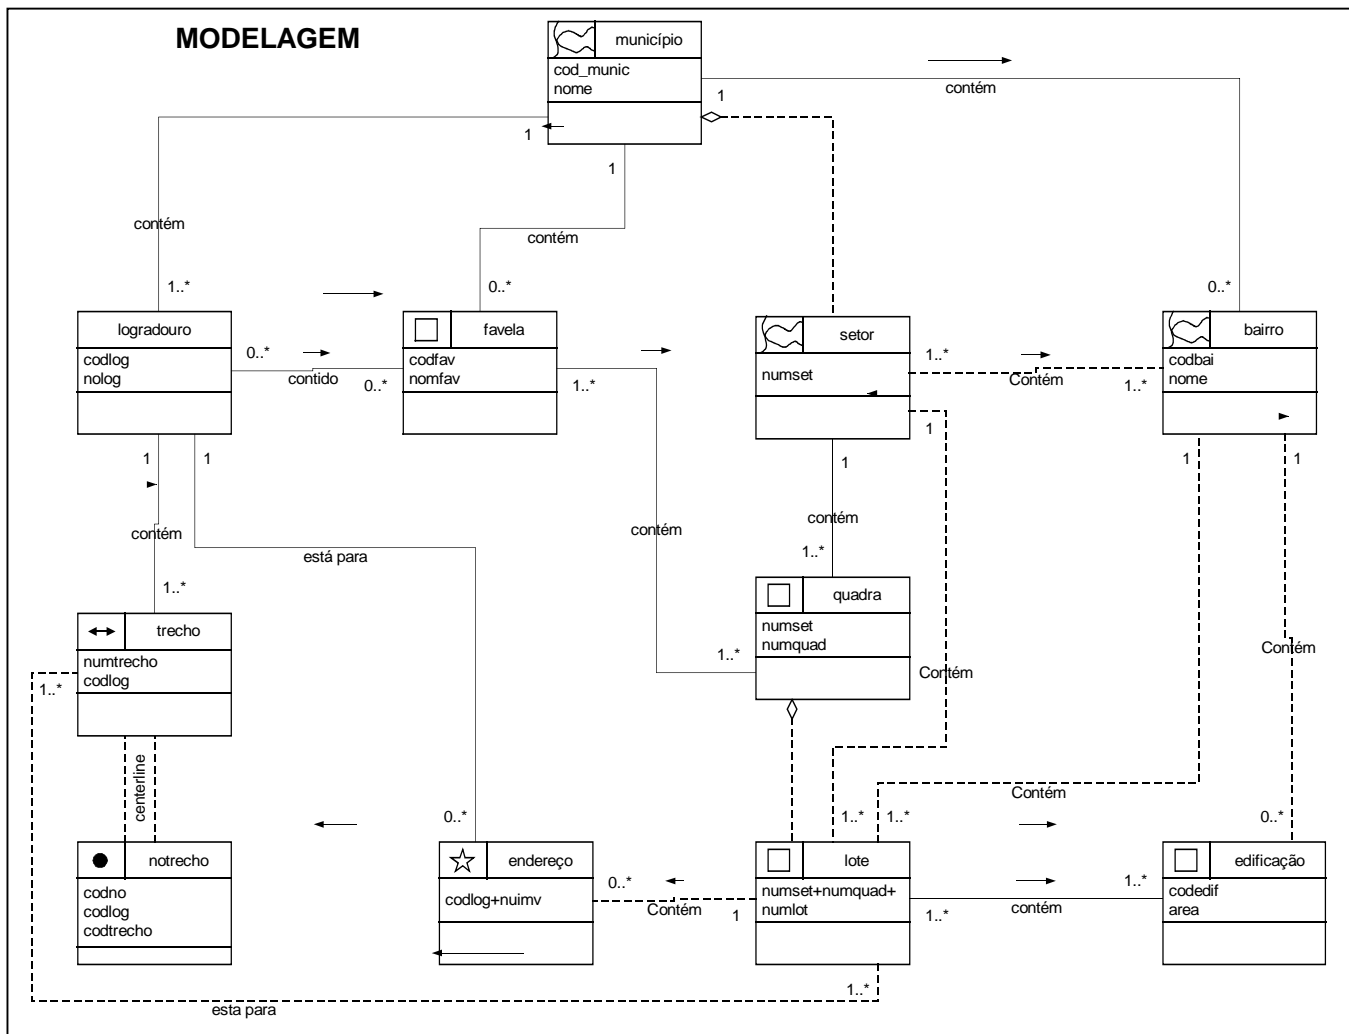 MODELAGEM
município
cod_munic
nome
contém
1
1
1
contém
contém
1..*
0..*
0..*
logradouro
codlog
nolog
0..*
contido
0..*
favela
codfav
nomfav
1..*
setor
numset
1..*
Contém
1..*
bairro
codbai
nome
1
1
1
1
1
1
contém
está para
contém
contém
1..*
1..*
trecho
numtrecho
codlog
1..*
quadra
numset
numquad
1..*
Contém
Contém
centerline
Contém
0..*
1..*
1..*
0..*
notrecho
codno
codlog
codtrecho
endereço
codlog+nuimv
0..*
Contém
1
lote
numset+numquad+
numlot
1..*
contém
1..*
edificação
codedif
area
esta para
1..*